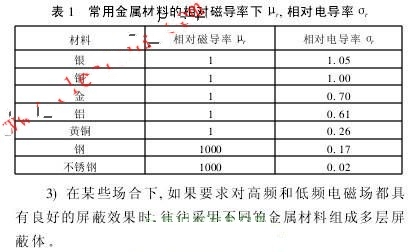 表 1 常用金属材料的相对磁导率下 μr, 相对电导率 σr
材料 相对磁导率 μr 相对电导率 σr
银 1 1.05
1 1.00
金 1 0.70
铝 1 0.61
黄铜 1 0.26
钢 1000 0.17
不锈钢 1000 0.02
3) 在某些场合下, 如果要求对高频和低频电磁场都具
有良好的屏蔽效果时, 往往采用不同的金属材料组成多层屏
蔽体。